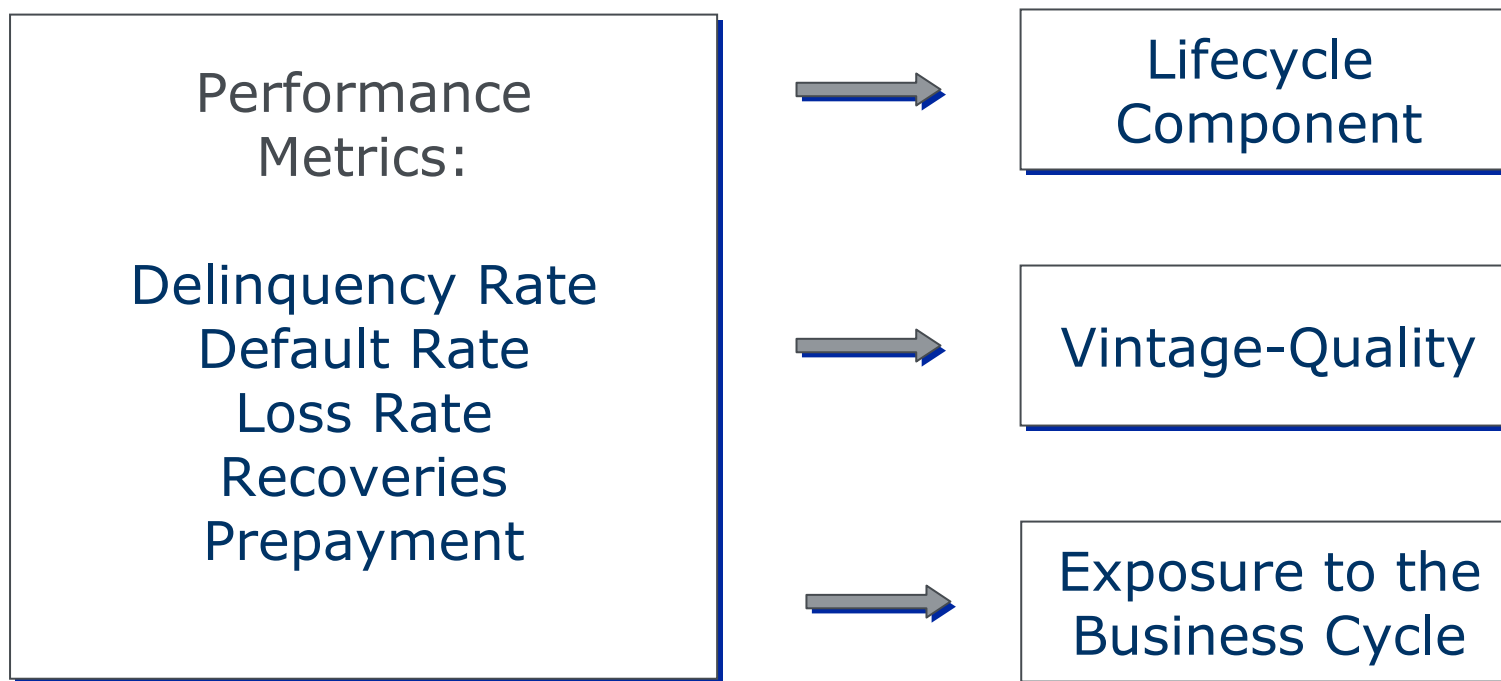 Performance
Metrics:
Delinquency Rate
Default Rate
Loss Rate
Recoveries
Prepayment
Lifecycle
Component
Vintage-Quality
Exposure to the
Business Cycle